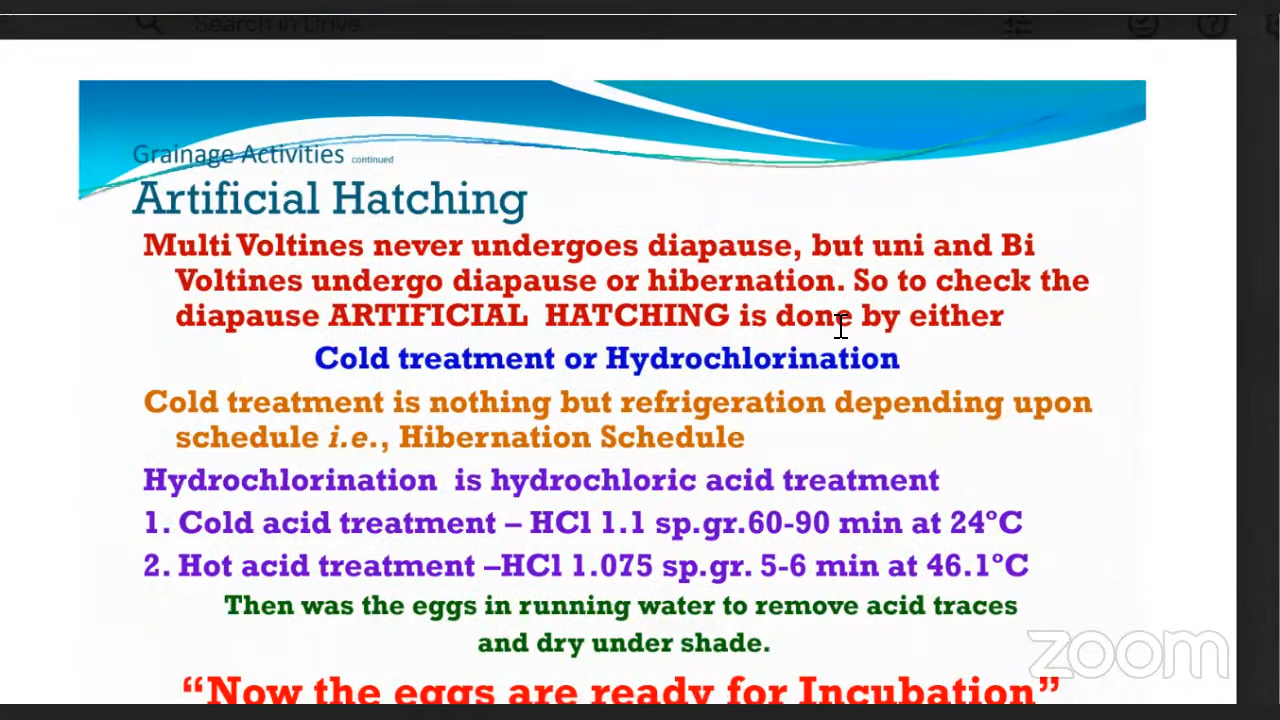 Search in Drive
Grainage Activities continued
Artificial Hatching
Multi Voltines never undergoes diapause, but uni and Bi
Voltines undergo diapause or hibernation. So to check the
diapause ARTIFICIAL HATCHING is done by either
Cold treatment or Hydrochlorination
Cold treatment is nothing but refrigeration depending upon
schedule i.e., Hibernation Schedule
Hydrochlorination is hydrochloric acid treatment
1. Cold acid treatment – HCl 1.1 sp.gr.60-90 min at 24°C
2. Hot acid treatment –HCl 1.075 sp.gr. 5-6 min at 46.1°C
Then was the eggs in running water to remove acid traces
and dry under shade.
zoom
“Now the eggs are ready for Incubation”